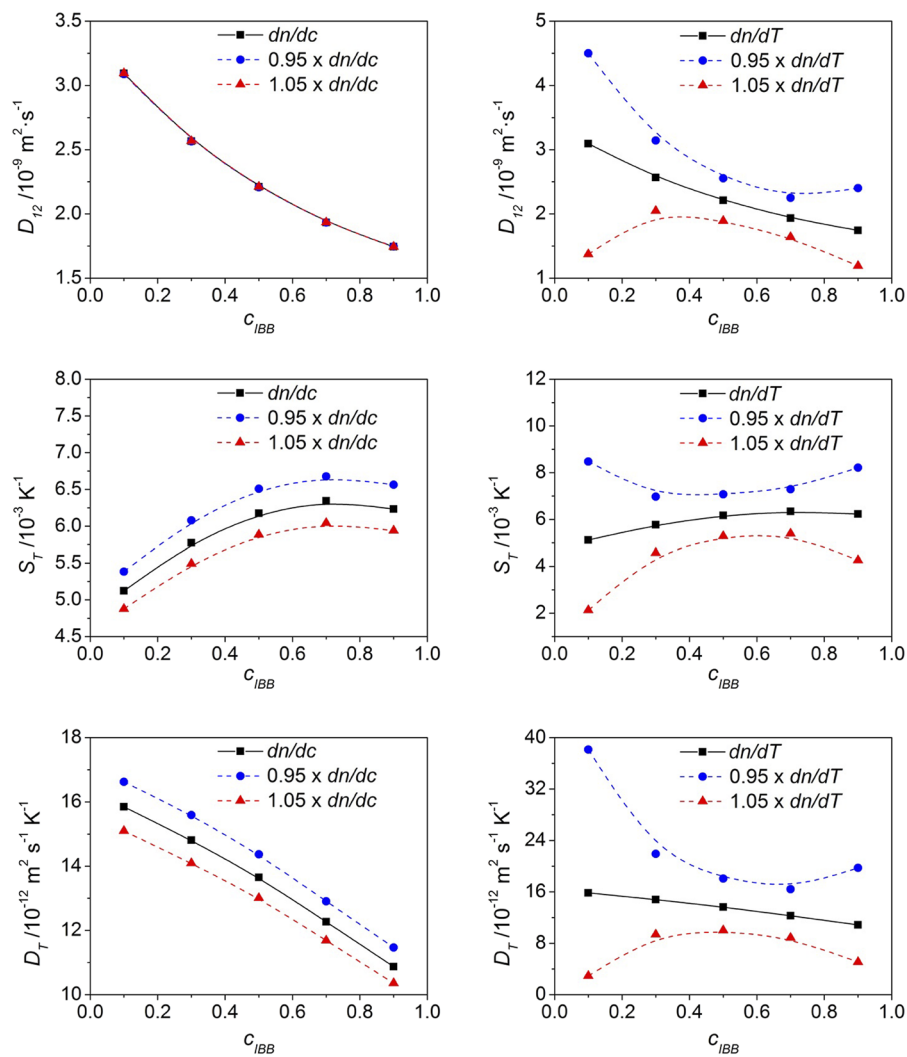 dn/dc
0.95 x dn/dc
1.05 x dn/dc
3.5
3.0
2.5
2.0
1.5
D12 /10-9 m2·s-1
0.0 0.2 0.4 0.6 0.8 1.0
cIBB
dn/dT
0.95 x dn/dT
1.05 x dn/dT
5
4
3
2
1
D12 /10-9 m2·s-1
0.0 0.2 0.4 0.6 0.8 1.0
cIBB
dn/dc
0.95 x dn/dc
1.05 x dn/dc
8.0
7.5
7.0
6.5
6.0
5.5
5.0
4.5
ST /10-3 K-1
0.0 0.2 0.4 0.6 0.8 1.0
cIBB
dn/dT
0.95 x dn/dT
1.05 x dn/dT
12
10
8
6
4
2
ST /10-3 K-1
0.0 0.2 0.4 0.6 0.8 1.0
cIBB
dn/dc
0.95 x dn/dc
1.05 x dn/dc
18
16
14
12
10
DT /10-12 m2 s-1 K-1
0.0 0.2 0.4 0.6 0.8 1.0
cIBB
dn/dT
0.95 x dn/dT
1.05 x dn/dT
40
32
24
16
8
0
DT /10-12 m2 s-1 K-1
0.0 0.2 0.4 0.6 0.8 1.0
cIBB